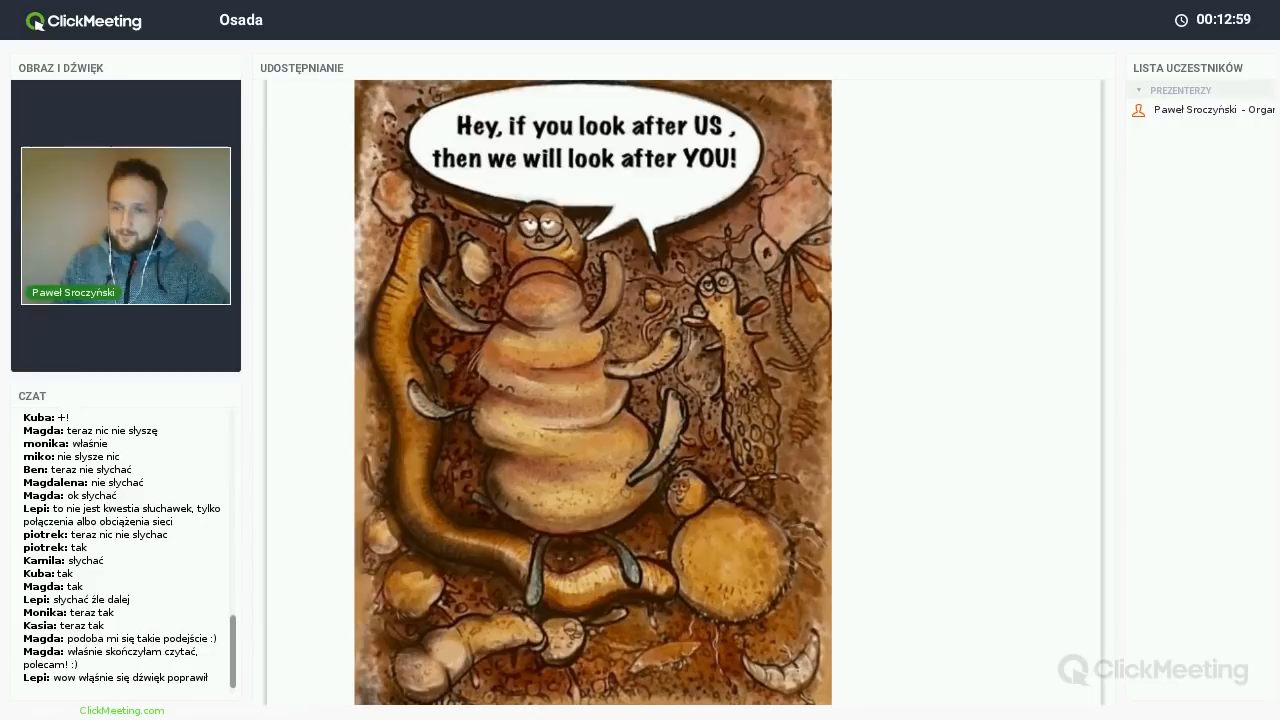 ClickMeeting
Osada
00:12:59
OBRAZ I DŹWIĘK
Paweł Sroczyński
CZAT
Kuba: +!
Magda: teraz nic nie słyszę
monika: właśnie
miko: nie slysze nic
Ben: teraz nie słychać
Magdalena: nie słychać
Magda: ok słychać
Lepi: to nie jest kwestia słuchawek, tylko
połączenia albo obciążenia sieci
piotrek: teraz nic nie slychac
piotrek: tak
Kamila: słychać
Kuba: tak
Magda: tak
Lepi: słychać źle dalej
Monika: teraz tak
Kasia: teraz tak
Magda: podoba mi się takie podejście :)
Magda: właśnie skończyłam czytać,
polecam! :)
Lepi: wow włąśnie się dźwięk poprawił
ClickMeeting.com
UDOSTĘPNIANIE
Hey, if you look after US ,
then we will look after YOU!
ClickMeeting
LISTA UCZESTNIKÓW
PREZENTERZY
Paweł Sroczyński - Organ